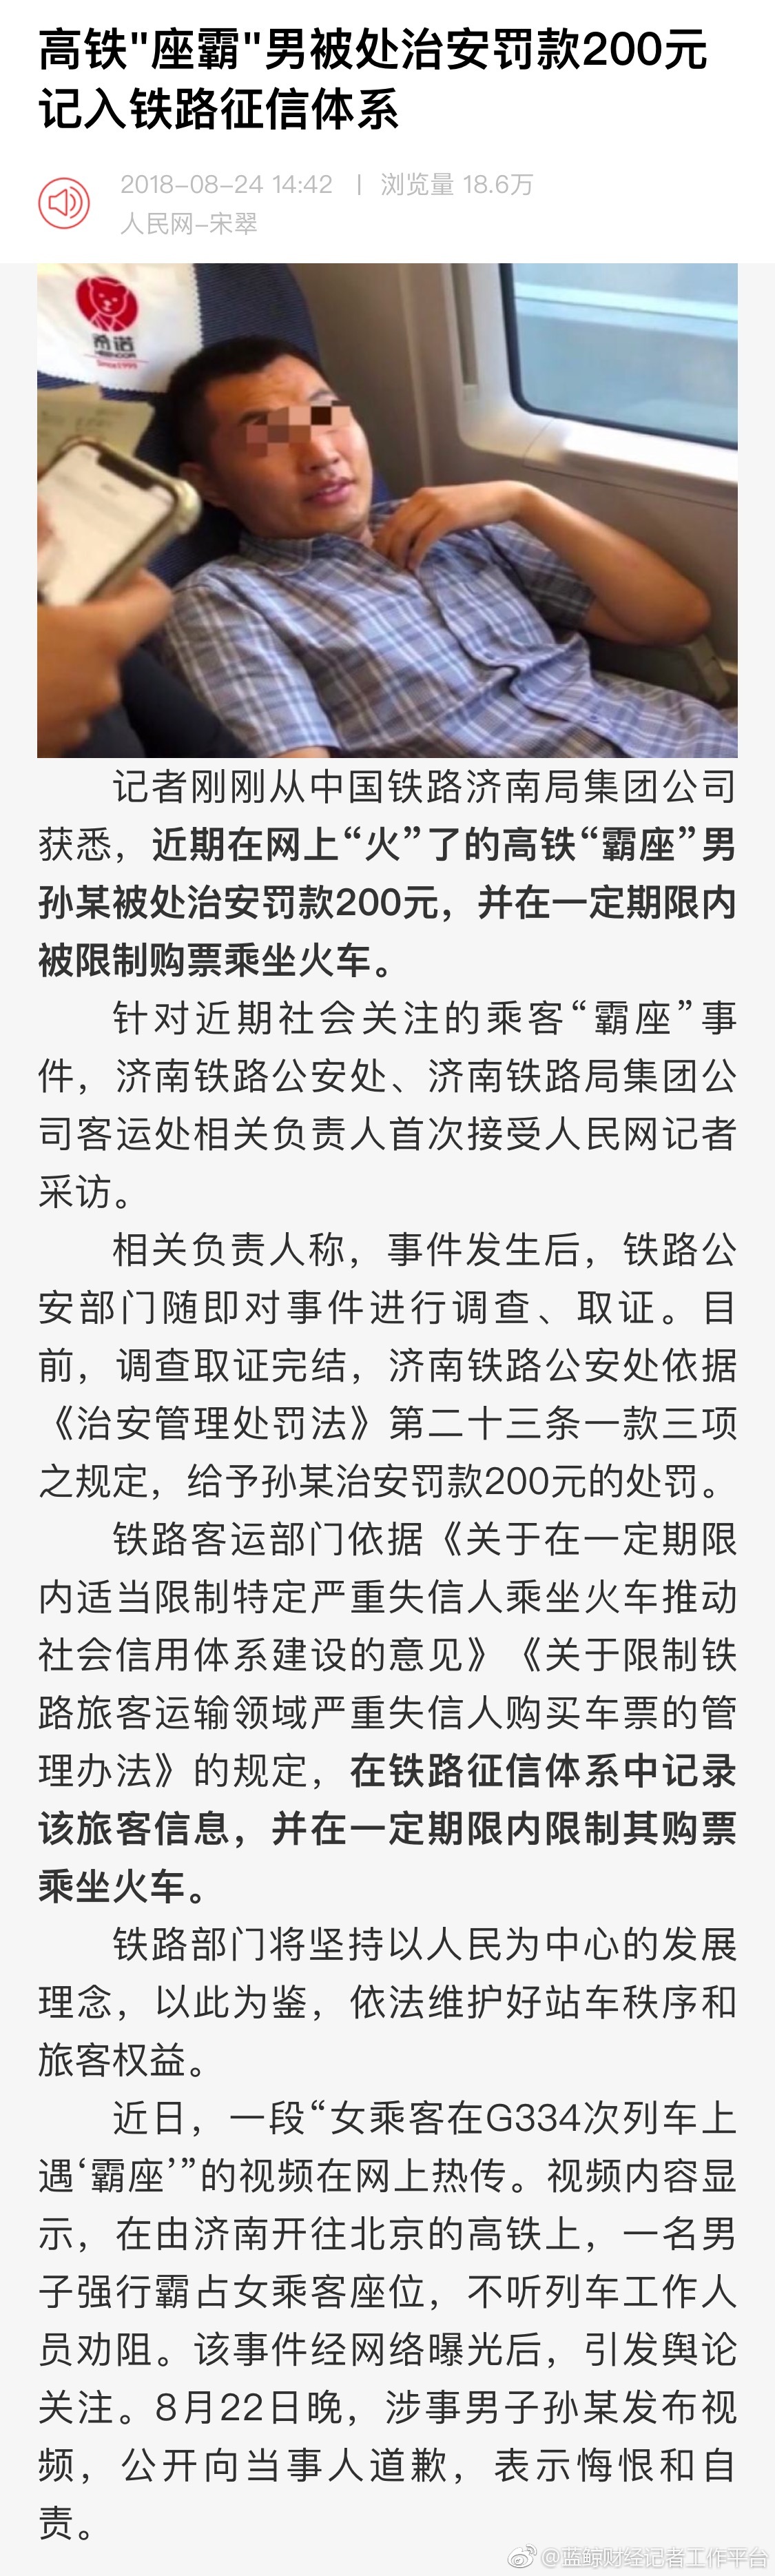 高铁"座霸"男被处治安罚款200元
记入铁路征信体系
2018-08-24 14:42 | 浏览量 18.6万
人民网-宋翠
希诺
HEENOOR
Since1999
记者刚刚从中国铁路济南局集团公司
获悉，近期在网上“火”了的高铁“霸座”男
孙某被处治安罚款200元，并在一定期限内
被限制购票乘坐火车。
针对近期社会关注的乘客“霸座”事
件，济南铁路公安处、济南铁路局集团公
司客运处相关负责人首次接受人民网记者
采访。
相关负责人称，事件发生后，铁路公
安部门随即对事件进行调查、取证。目
前，调查取证完结，济南铁路公安处依据
《治安管理处罚法》第二十三条一款三项
之规定，给予孙某治安罚款200元的处罚。
铁路客运部门依据《关于在一定期限
内适当限制特定严重失信人乘坐火车推动
社会信用体系建设的意见》《关于限制铁
路旅客运输领域严重失信人购买车票的管
理办法》的规定，在铁路征信体系中记录
该旅客信息，并在一定期限内限制其购票
乘坐火车。
铁路部门将坚持以人民为中心的发展
理念，以此为鉴，依法维护好站车秩序和
旅客权益。
近日，一段“女乘客在G334次列车上
遇‘霸座’”的视频在网上热传。视频内容显
示，在由济南开往北京的高铁上，一名男
子强行霸占女乘客座位，不听列车工作人
员劝阻。该事件经网络曝光后，引发舆论
关注。8月22日晚，涉事男子孙某发布视
频，公开向当事人道歉，表示悔恨和自
责。
@蓝鲸财经记者工作平台